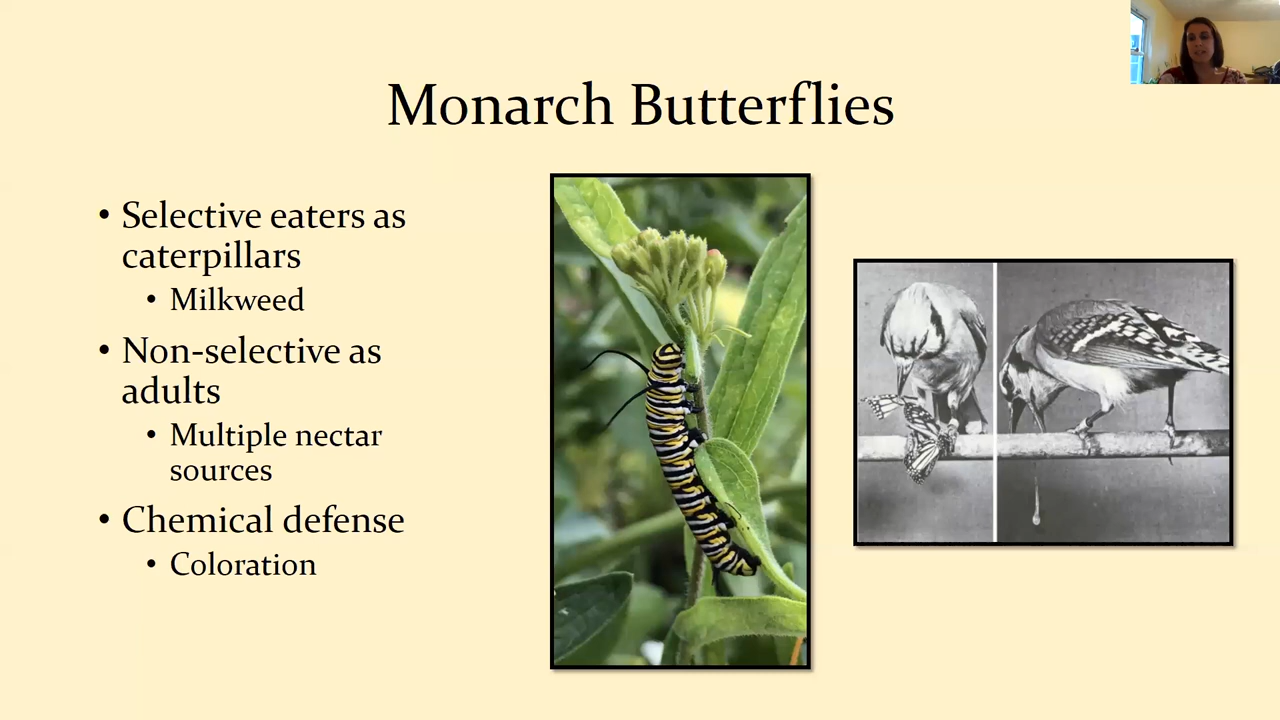 Monarch Butterflies
• Selective eaters as
caterpillars
• Milkweed
• Non-selective as
adults
• Multiple nectar
sources
• Chemical defense
• Coloration